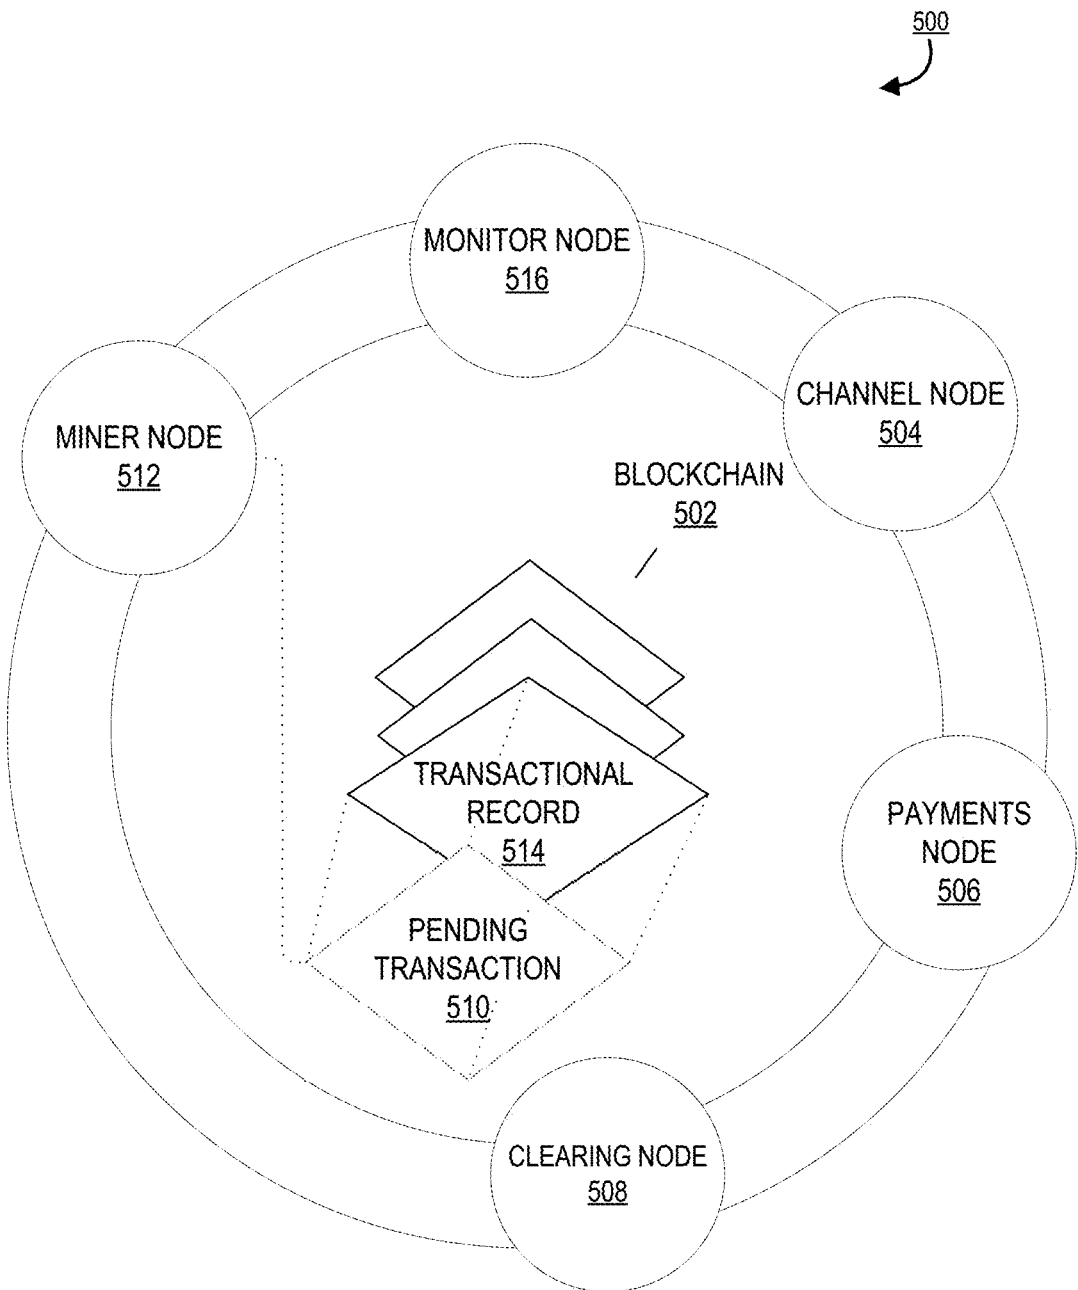 500
MONITOR NODE
516
CHANNEL NODE
504
MINER NODE
512
BLOCKCHAIN
502
TRANSACTIONAL
RECORD
514
PAYMENTS
NODE
506
PENDING
TRANSACTION
510
CLEARING NODE
508